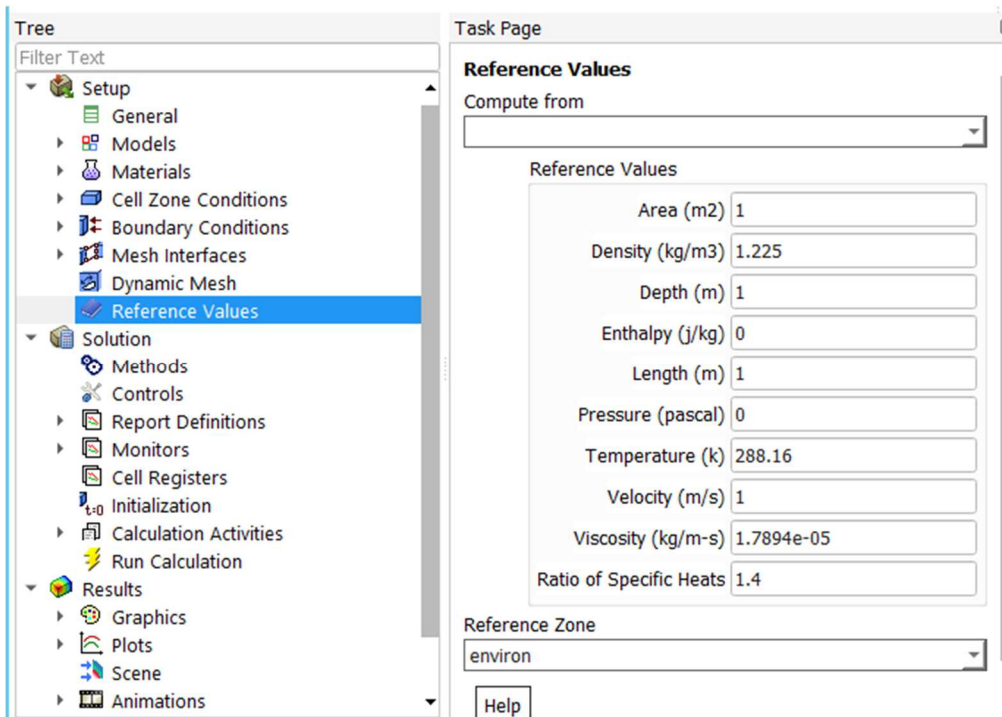 Tree
Filter Text
Setup
General
Models
Materials
Cell Zone Conditions
Boundary Conditions
Mesh Interfaces
Dynamic Mesh
Reference Values
Solution
Methods
Controls
Report Definitions
Monitors
Cell Registers
t=0 Initialization
Calculation Activities
Run Calculation
Results
Graphics
Plots
Scene
Animations
Task Page
Reference Values
Compute from
Reference Values
Area (m2) 1
Density (kg/m3) 1.225
Depth (m) 1
Enthalpy (j/kg) 0
Length (m) 1
Pressure (pascal) 0
Temperature (k) 288.16
Velocity (m/s) 1
Viscosity (kg/m-s) 1.7894e-05
Ratio of Specific Heats 1.4
Reference Zone
environ
Help